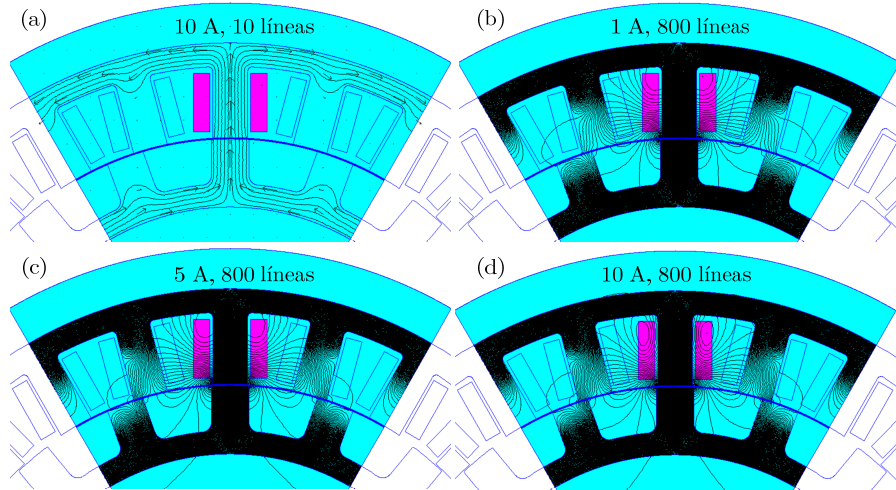 (a)
10 A, 10 líneas
(b)
1 A, 800 líneas
(c)
5 A, 800 líneas
(d)
10 A, 800 líneas